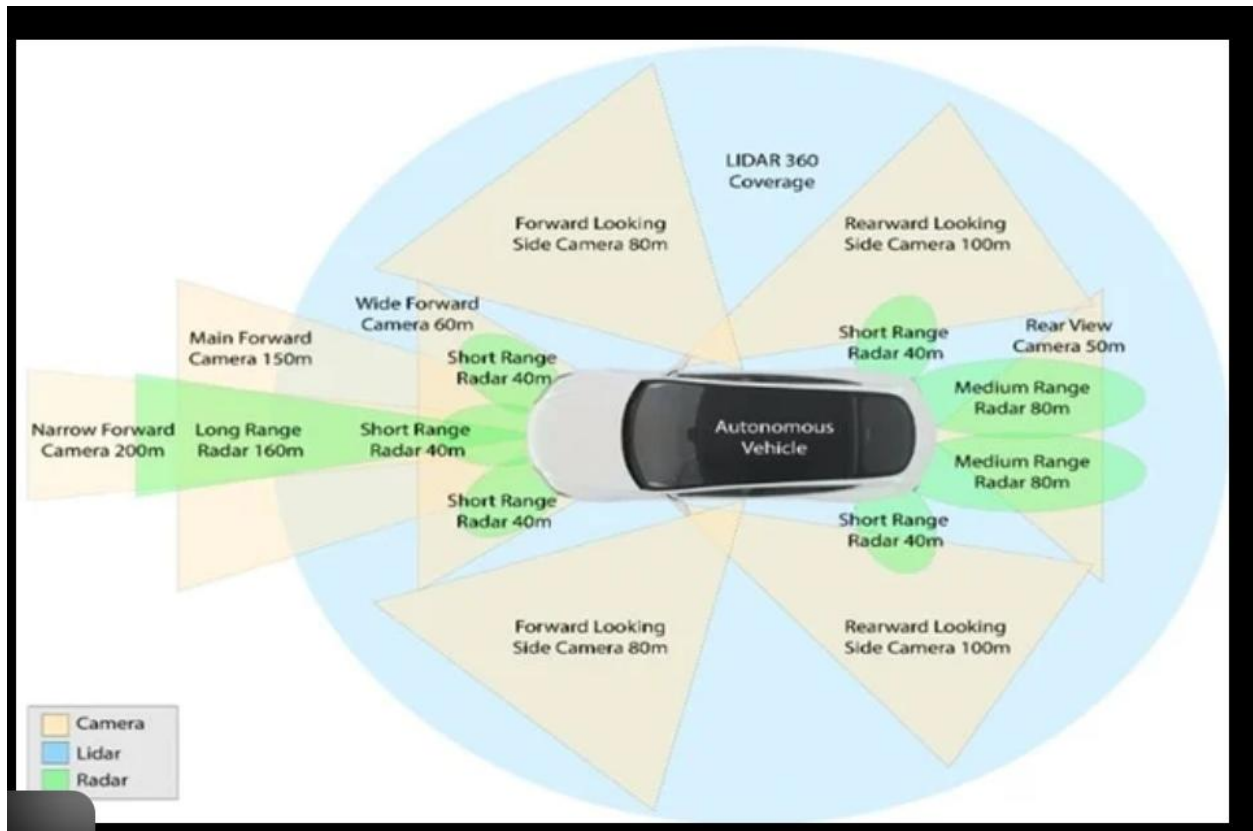 LIDAR 360
Coverage
Forward Looking
Side Camera 80m
Rearward Looking
Side Camera 100m
Wide Forward
Camera 60m
Main Forward
Camera 150m
Short Range
Radar 40m
Short Range
Radar 40m
Rear View
Camera 50m
Medium Range
Radar 80m
Narrow Forward
Camera 200m
Long Range
Radar 160m
Short Range
Radar 40m
Autonomous
Vehicle
Medium Range
Radar 80m
Short Range
Radar 40m
Short Range
Radar 40m
Forward Looking
Side Camera 80m
Rearward Looking
Side Camera 100m
Camera
Lidar
Radar